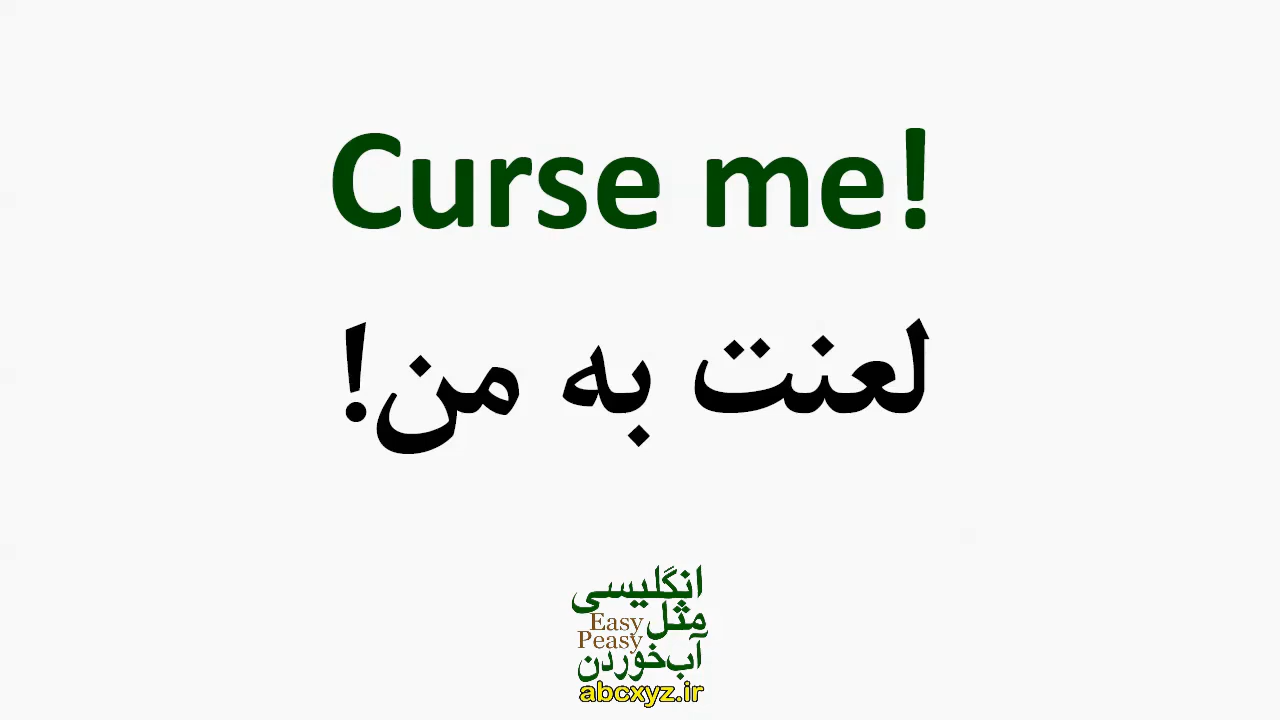 Curse me!
لعنت به من!
انگلیسی
مثل Easy
Peasy
آب‌خوردن
abcxyz.ir